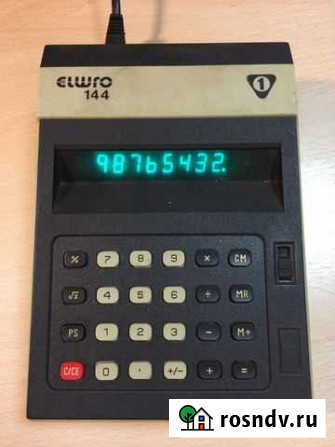 ELWRO
144
1
98765432.
% 7 8 9 × CM
√x 4 5 6 ÷ MR
PS 1 2 3 − M+
C/CE 0 · +/− + =
rosndv.ru